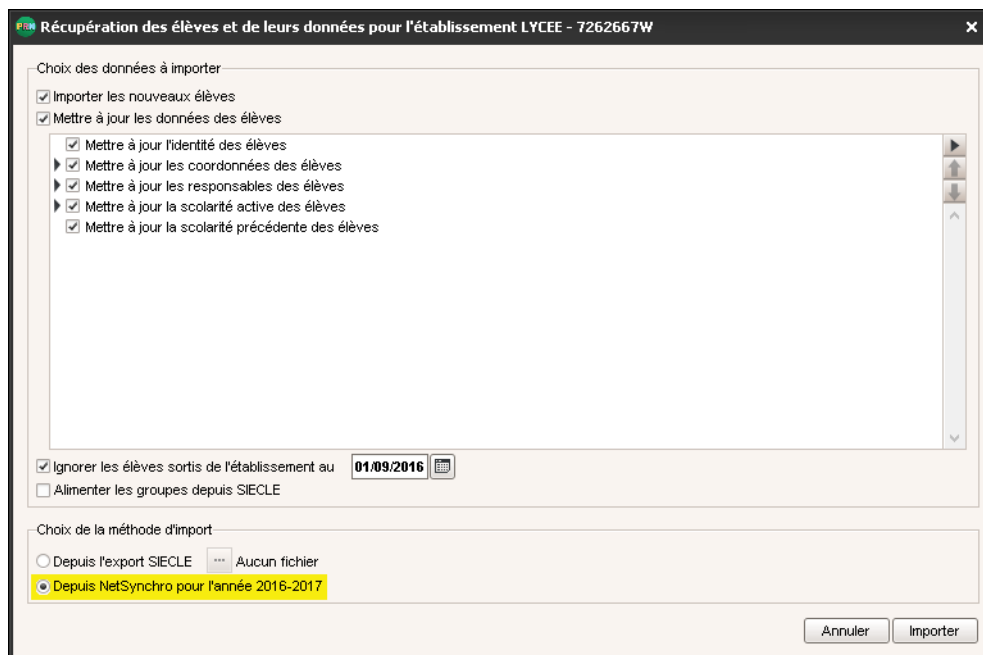 PRN Récupération des élèves et de leurs données pour l'établissement LYCEE - 7262667W
Choix des données à importer
Importer les nouveaux élèves
Mettre à jour les données des élèves
Mettre à jour l'identité des élèves
Mettre à jour les coordonnées des élèves
Mettre à jour les responsables des élèves
Mettre à jour la scolarité active des élèves
Mettre à jour la scolarité précédente des élèves
Ignorer les élèves sortis de l'établissement au 01/09/2016
Alimenter les groupes depuis SIECLE
Choix de la méthode d'import
Depuis l'export SIECLE ... Aucun fichier
Depuis NetSynchro pour l'année 2016-2017
Annuler Importer